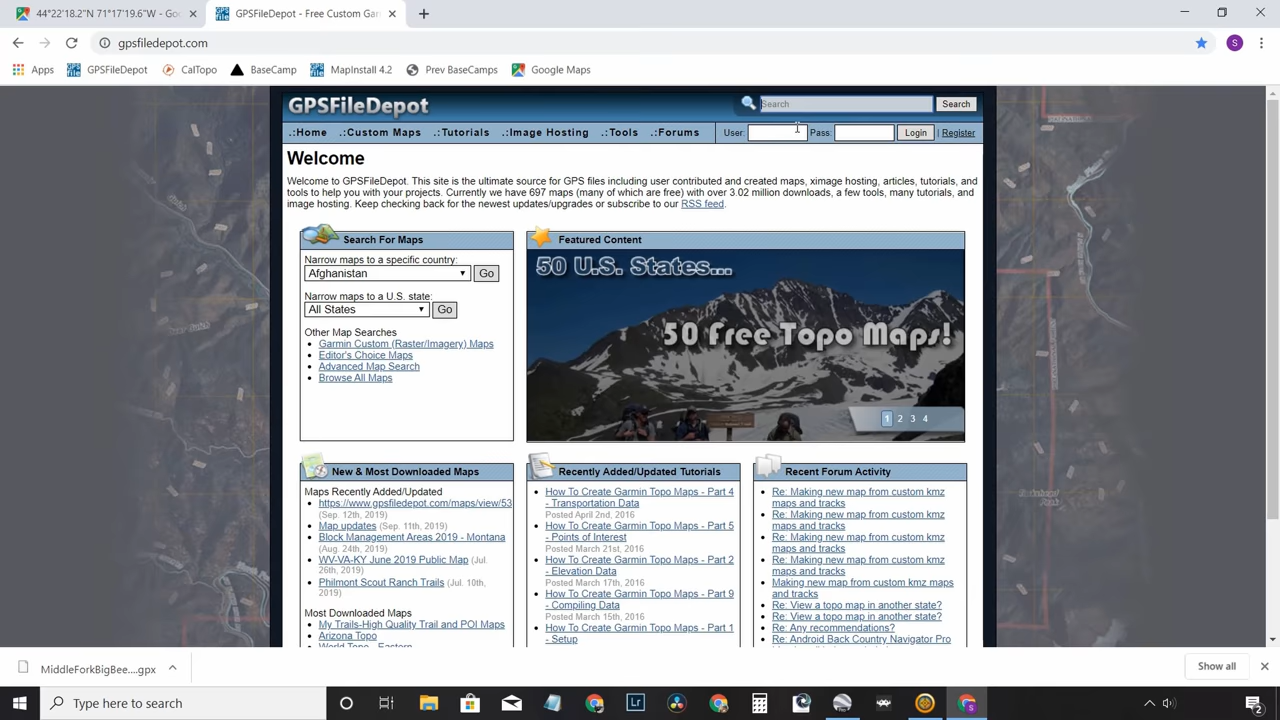 44°22'18.2"N 71°17'19.6"W - Goo
GPSFileDepot - Free Custom Gar
gpsfiledepot.com
S
Apps
GPSFileDepot
CalTopo
BaseCamp
MapInstall 4.2
Prev BaseCamps
Google Maps
GPSFileDepot
Search
Search
.:Home .:Custom Maps .:Tutorials .:Image Hosting .:Tools .:Forums
User: Pass: Login | Register
Welcome
Welcome to GPSFileDepot. This site is the ultimate source for GPS files including user contributed and created maps, ximage hosting, articles, tutorials, and
tools to help you with your projects. Currently we have 697 maps (many of which are free) with over 3.02 million downloads, a few tools, many tutorials, and
image hosting. Keep checking back for the newest updates/upgrades or subscribe to our RSS feed.
Search For Maps
Narrow maps to a specific country:
Afghanistan Go
Narrow maps to a U.S. state:
All States Go
Other Map Searches
Garmin Custom (Raster/Imagery) Maps
Editor's Choice Maps
Advanced Map Search
Browse All Maps
Featured Content
50 U.S. States...
50 Free Topo Maps!
1 2 3 4
New & Most Downloaded Maps
Maps Recently Added/Updated
https://www.gpsfiledepot.com/maps/view/53
(Sep. 12th, 2019)
Map updates (Sep. 11th, 2019)
Block Management Areas 2019 - Montana
(Aug. 24th, 2019)
WV-VA-KY June 2019 Public Map (Jul.
26th, 2019)
Philmont Scout Ranch Trails (Jul. 10th,
2019)
Most Downloaded Maps
My Trails-High Quality Trail and POI Maps
Arizona Topo
World Topo - Eastern
Recently Added/Updated Tutorials
How To Create Garmin Topo Maps - Part 4
- Transportation Data
Posted April 2nd, 2016
How To Create Garmin Topo Maps - Part 5
- Points of Interest
Posted March 21st, 2016
How To Create Garmin Topo Maps - Part 2
- Elevation Data
Posted March 17th, 2016
How To Create Garmin Topo Maps - Part 9
- Compiling Data
Posted March 15th, 2016
How To Create Garmin Topo Maps - Part 1
- Setup
Recent Forum Activity
Re: Making new map from custom kmz
maps and tracks
Re: Making new map from custom kmz
maps and tracks
Re: Making new map from custom kmz
maps and tracks
Re: Making new map from custom kmz
maps and tracks
Making new map from custom kmz maps
and tracks
Re: View a topo map in another state?
Re: View a topo map in another state?
Re: Any recommendations?
Re: Android Back Country Navigator Pro
MiddleForkBigBee....gpx
Show all
Type here to search
Lr
2